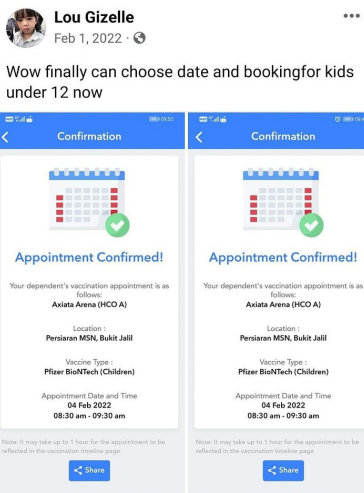 Lou Gizelle
Feb 1, 2022 ·
Wow finally can choose date and bookingfor kids
under 12 now
09:50
Confirmation
Appointment Confirmed!
Your dependent's vaccination appointment is as
follows:
Axiata Arena (HCO A)
Location :
Persiaran MSN, Bukit Jalil
Vaccine Type :
Pfizer BioNTech (Children)
Appointment Date and Time
04 Feb 2022
08:30 am - 09:30 am
Note: It may take up to 1 hour for the appointment to be
reflected in the vaccination timeline page
Share
Confirmation
Appointment Confirmed!
Your dependent's vaccination appointment is as
follows:
Axiata Arena (HCO A)
Location :
Persiaran MSN, Bukit Jalil
Vaccine Type :
Pfizer BioNTech (Children)
Appointment Date and Time
04 Feb 2022
08:30 am - 09:30 am
Note: It may take up to 1 hour for the appointment to be
reflected in the vaccination timeline page
Share